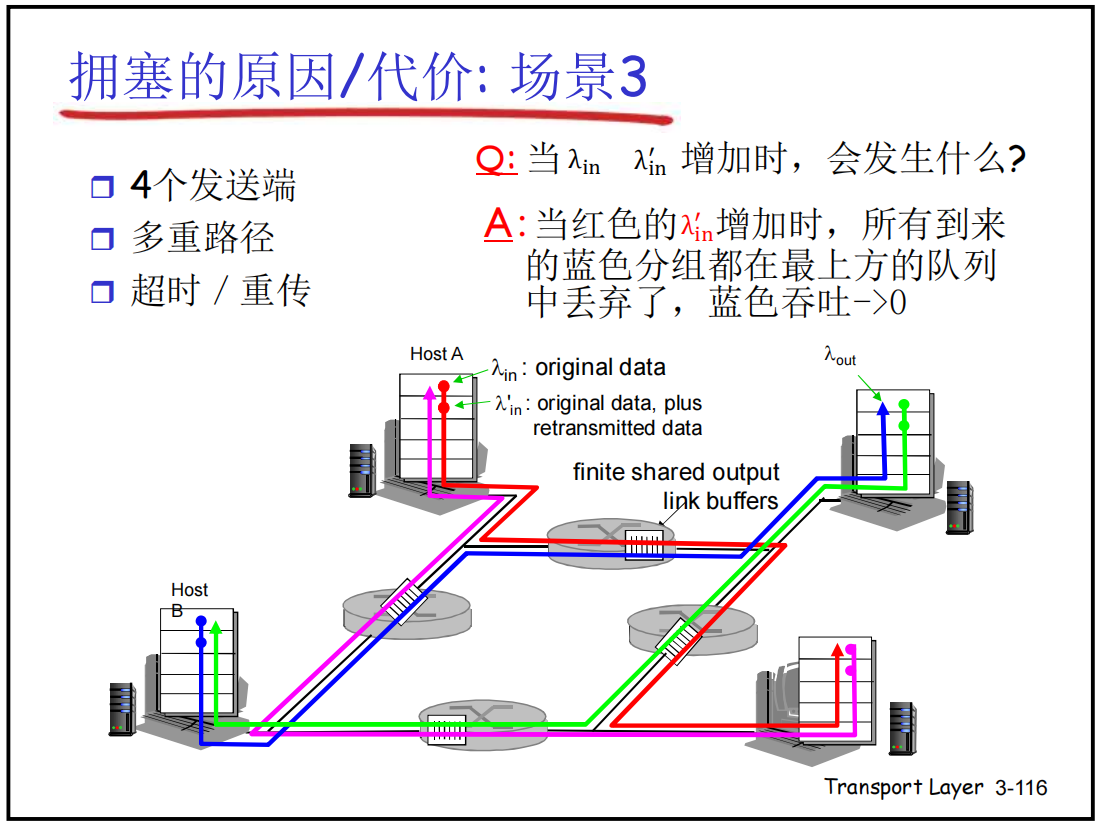 拥塞的原因/代价: 场景3
4个发送端
多重路径
超时／重传
Q: 当 λin λ′in 增加时，会发生什么?
A: 当红色的λ′in增加时，所有到来
的蓝色分组都在最上方的队列
中丢弃了，蓝色吞吐->0
Host A
λin : original data
λ'in : original data, plus
retransmitted data
λout
finite shared output
link buffers
Host
B
Transport Layer 3-116